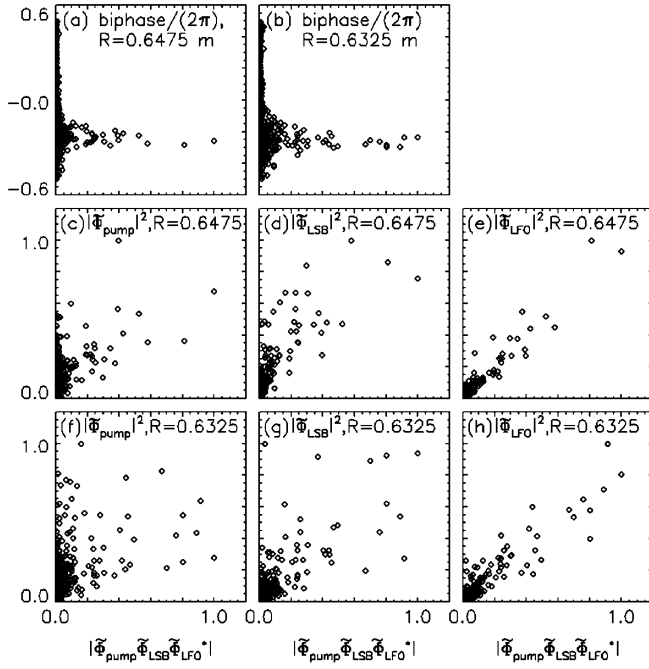 (a) biphase/(2π), R=0.6475 m
(b) biphase/(2π) R=0.6325 m
0.6
−0.0
−0.6
(c)|Φ̃pump|²,R=0.6475
(d)|Φ̃LSB|²,R=0.6475
(e)|Φ̃LFO|²,R=0.6475
1.0
0.0
(f)|Φ̃pump|²,R=0.6325
(g)|Φ̃LSB|²,R=0.6325
(h)|Φ̃LFO|²,R=0.6325
1.0
0.0
0.0 1.0 0.0 1.0 0.0 1.0
|Φ̃pumpΦ̃LSBΦ̃LFO*| |Φ̃pumpΦ̃LSBΦ̃LFO*| |Φ̃pumpΦ̃LSBΦ̃LFO*|